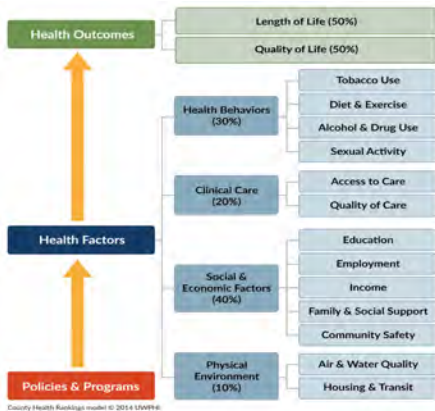 Health Outcomes
Length of Life (50%)
Quality of Life (50%)
Health Factors
Health Behaviors
(30%)
Tobacco Use
Diet & Exercise
Alcohol & Drug Use
Sexual Activity
Clinical Care
(20%)
Access to Care
Quality of Care
Social &
Economic Factors
(40%)
Education
Employment
Income
Family & Social Support
Community Safety
Physical
Environment
(10%)
Air & Water Quality
Housing & Transit
Policies & Programs
County Health Rankings model © 2014 UWPHI